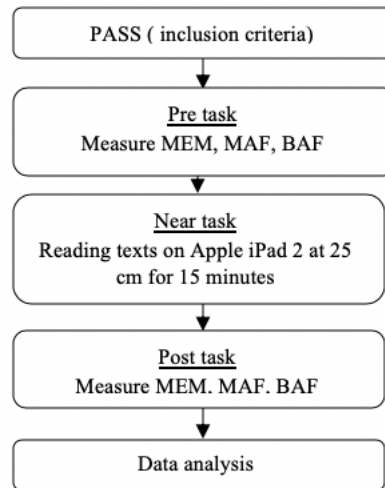 PASS ( inclusion criteria)
Pre task
Measure MEM, MAF, BAF
Near task
Reading texts on Apple iPad 2 at 25
cm for 15 minutes
Post task
Measure MEM. MAF. BAF
Data analysis